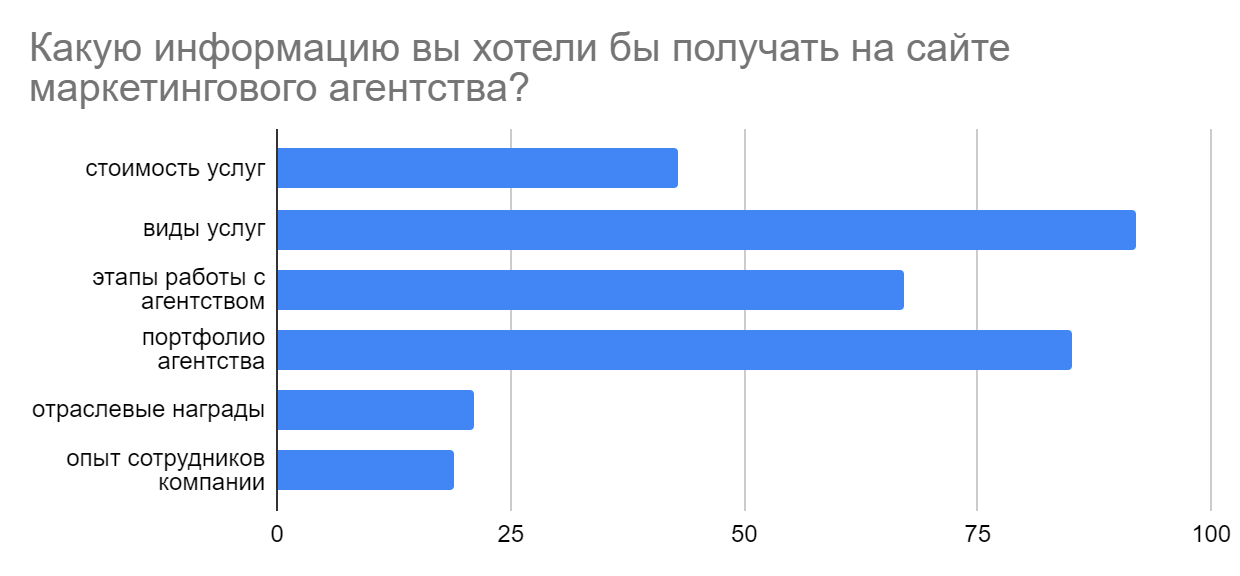 Какую информацию вы хотели бы получать на сайте
маркетингового агентства?
стоимость услуг
виды услуг
этапы работы с
агентством
портфолио
агентства
отраслевые награды
опыт сотрудников
компании
0 25 50 75 100